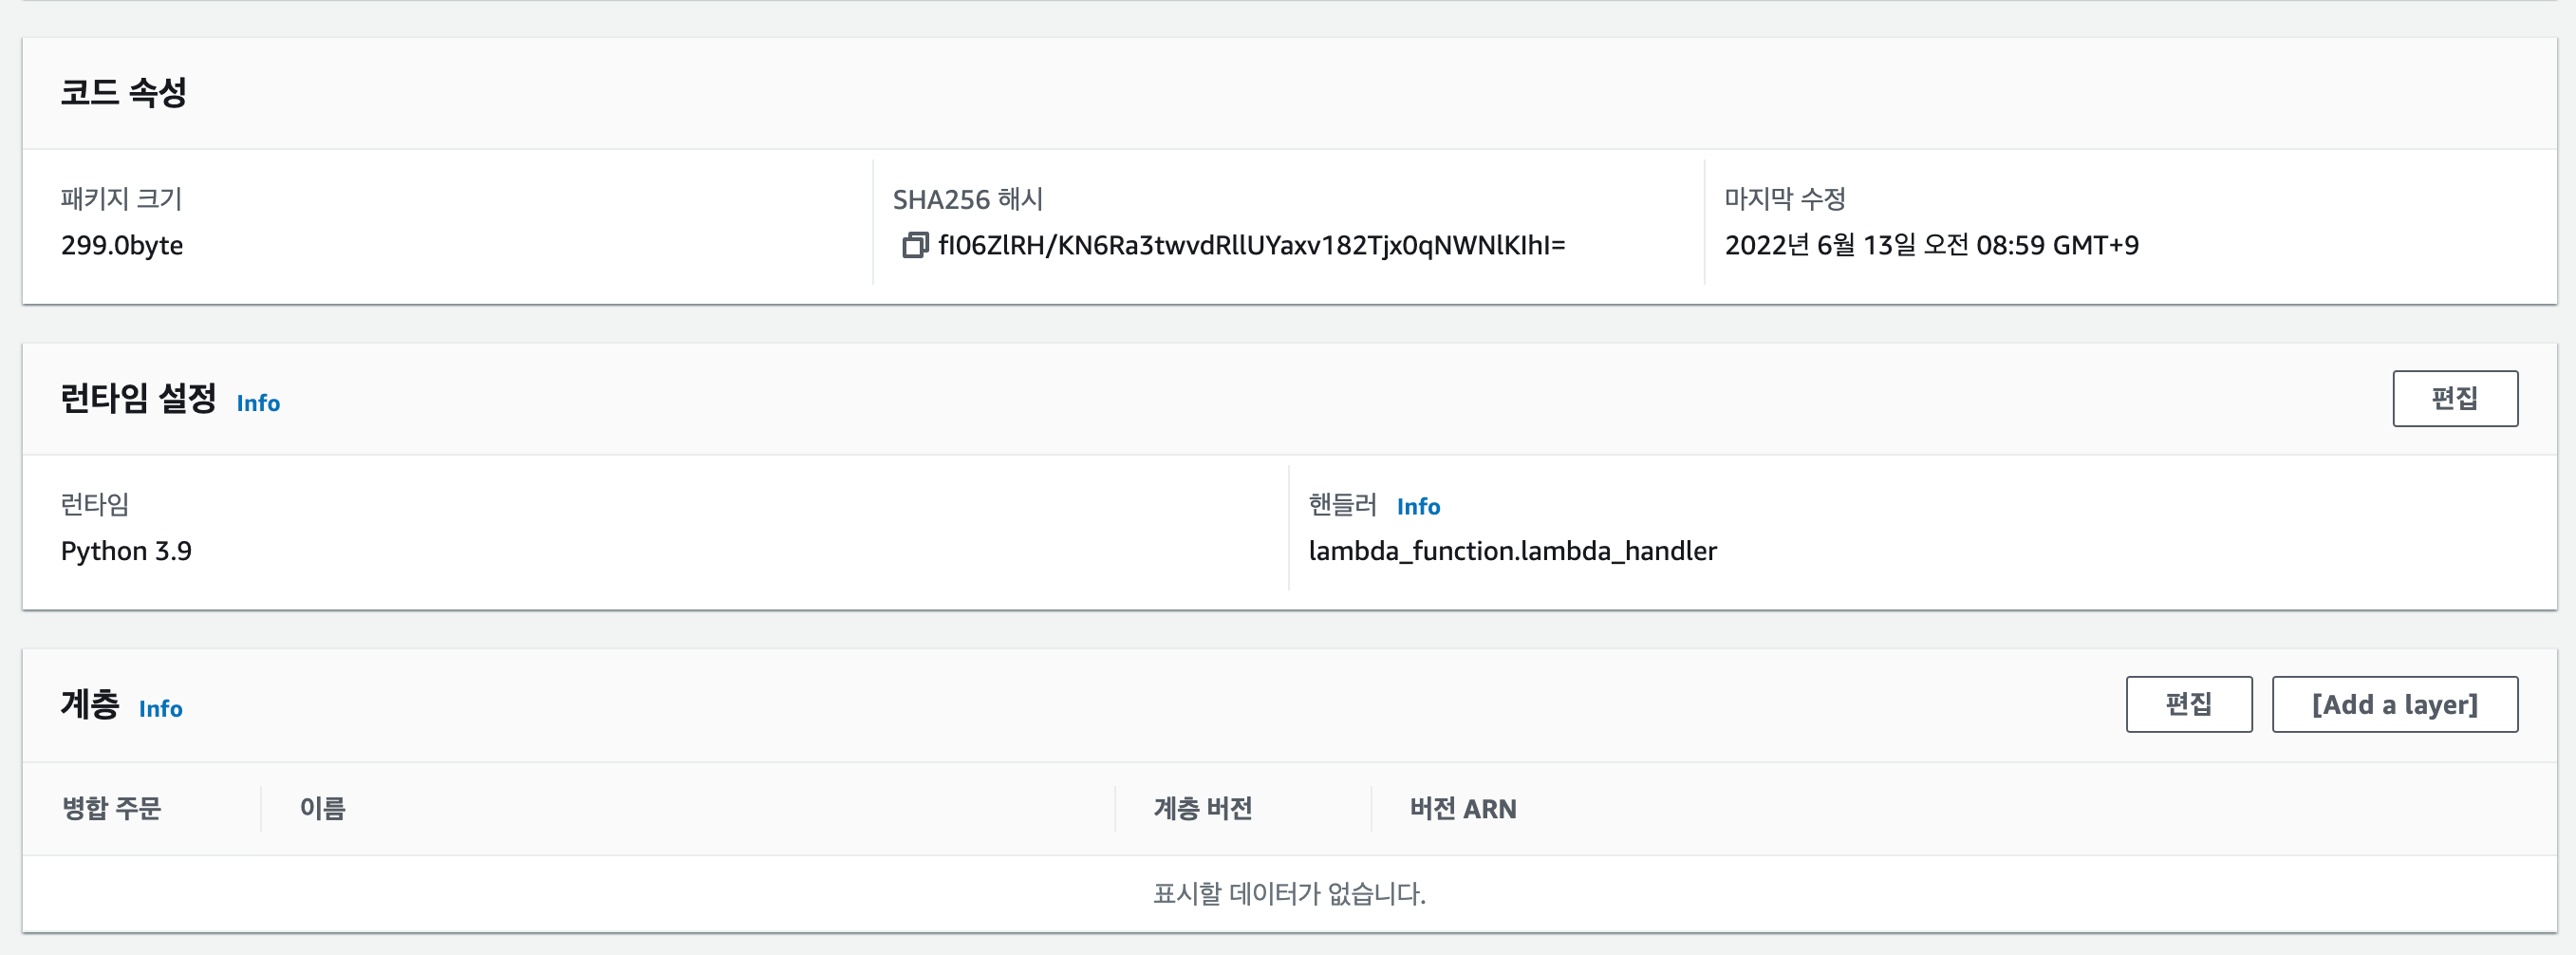 코드 속성
패키지 크기
299.0byte
SHA256 해시
fI06ZlRH/KN6Ra3twvdRllUYaxv182Tjx0qNWNlKIhI=
마지막 수정
2022년 6월 13일 오전 08:59 GMT+9
런타임 설정 Info
편집
런타임
Python 3.9
핸들러 Info
lambda_function.lambda_handler
계층 Info
편집 [Add a layer]
병합 주문 이름 계층 버전 버전 ARN
표시할 데이터가 없습니다.